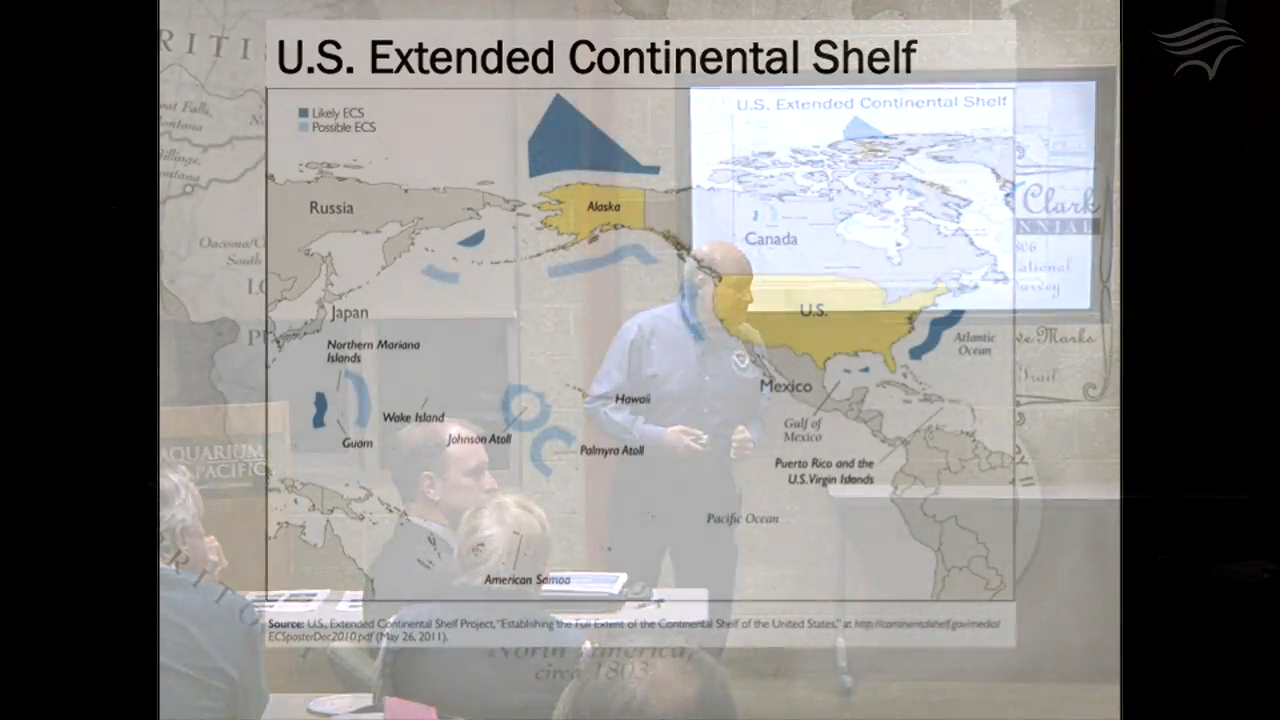 U.S. Extended Continental Shelf
Likely ECS
Possible ECS
U.S. Extended Continental Shelf
Russia
Alaska
Canada
Clark
Japan
U.S.
Atlantic
Ocean
Northern Mariana
Islands
Trail
Mexico
Hawaii
Wake Island
Gulf of
Mexico
Guam
Johnson Atoll
Palmyra Atoll
AQUARIUM
PACIFIC
Puerto Rico and the
U.S. Virgin Islands
Pacific Ocean
American Samoa
Source: U.S. Extended Continental Shelf Project, "Establishing the Full Extent of the Continental Shelf of the United States," at http://continentalshelf.gov/media/
ECSposterDec2010.pdf (May 26, 2011).
North America,
circa 1803